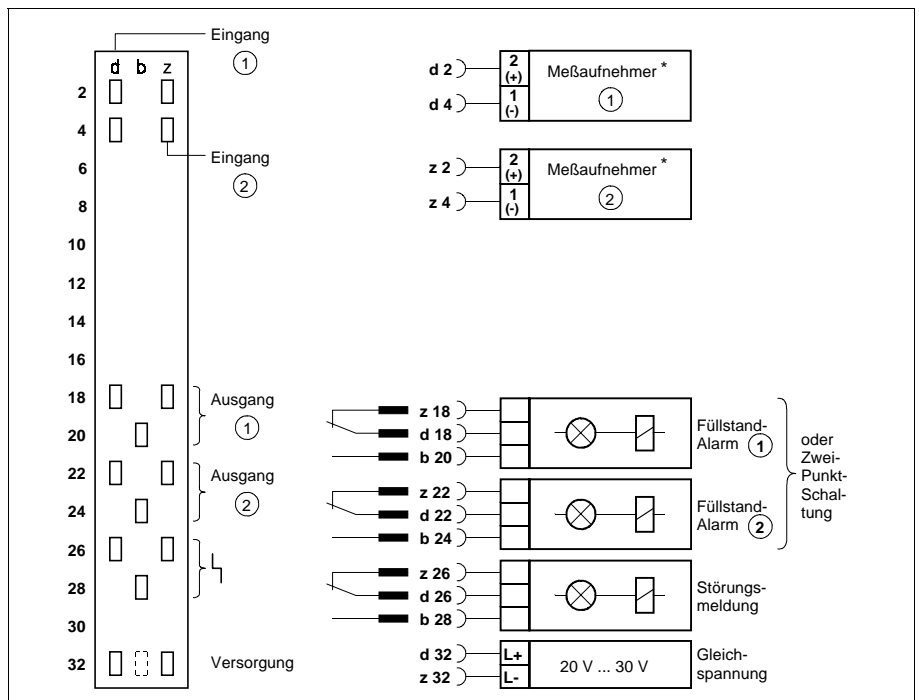 Eingang
1
d b z
2
4
6
8
10
12
14
16
18
20
22
24
26
28
30
32
Eingang
2
Ausgang
1
Ausgang
2
Versorgung
d 2
2
(+)
d 4
1
(-)
Meßaufnehmer *
1
z 2
2
(+)
z 4
1
(-)
Meßaufnehmer *
2
z 18
d 18
b 20
Füllstand-
Alarm 1
z 22
d 22
b 24
Füllstand-
Alarm 2
oder
Zwei-
Punkt-
Schal-
tung
z 26
d 26
b 28
Störungs-
meldung
d 32 L+
z 32 L-
20 V ... 30 V
Gleich-
spannung